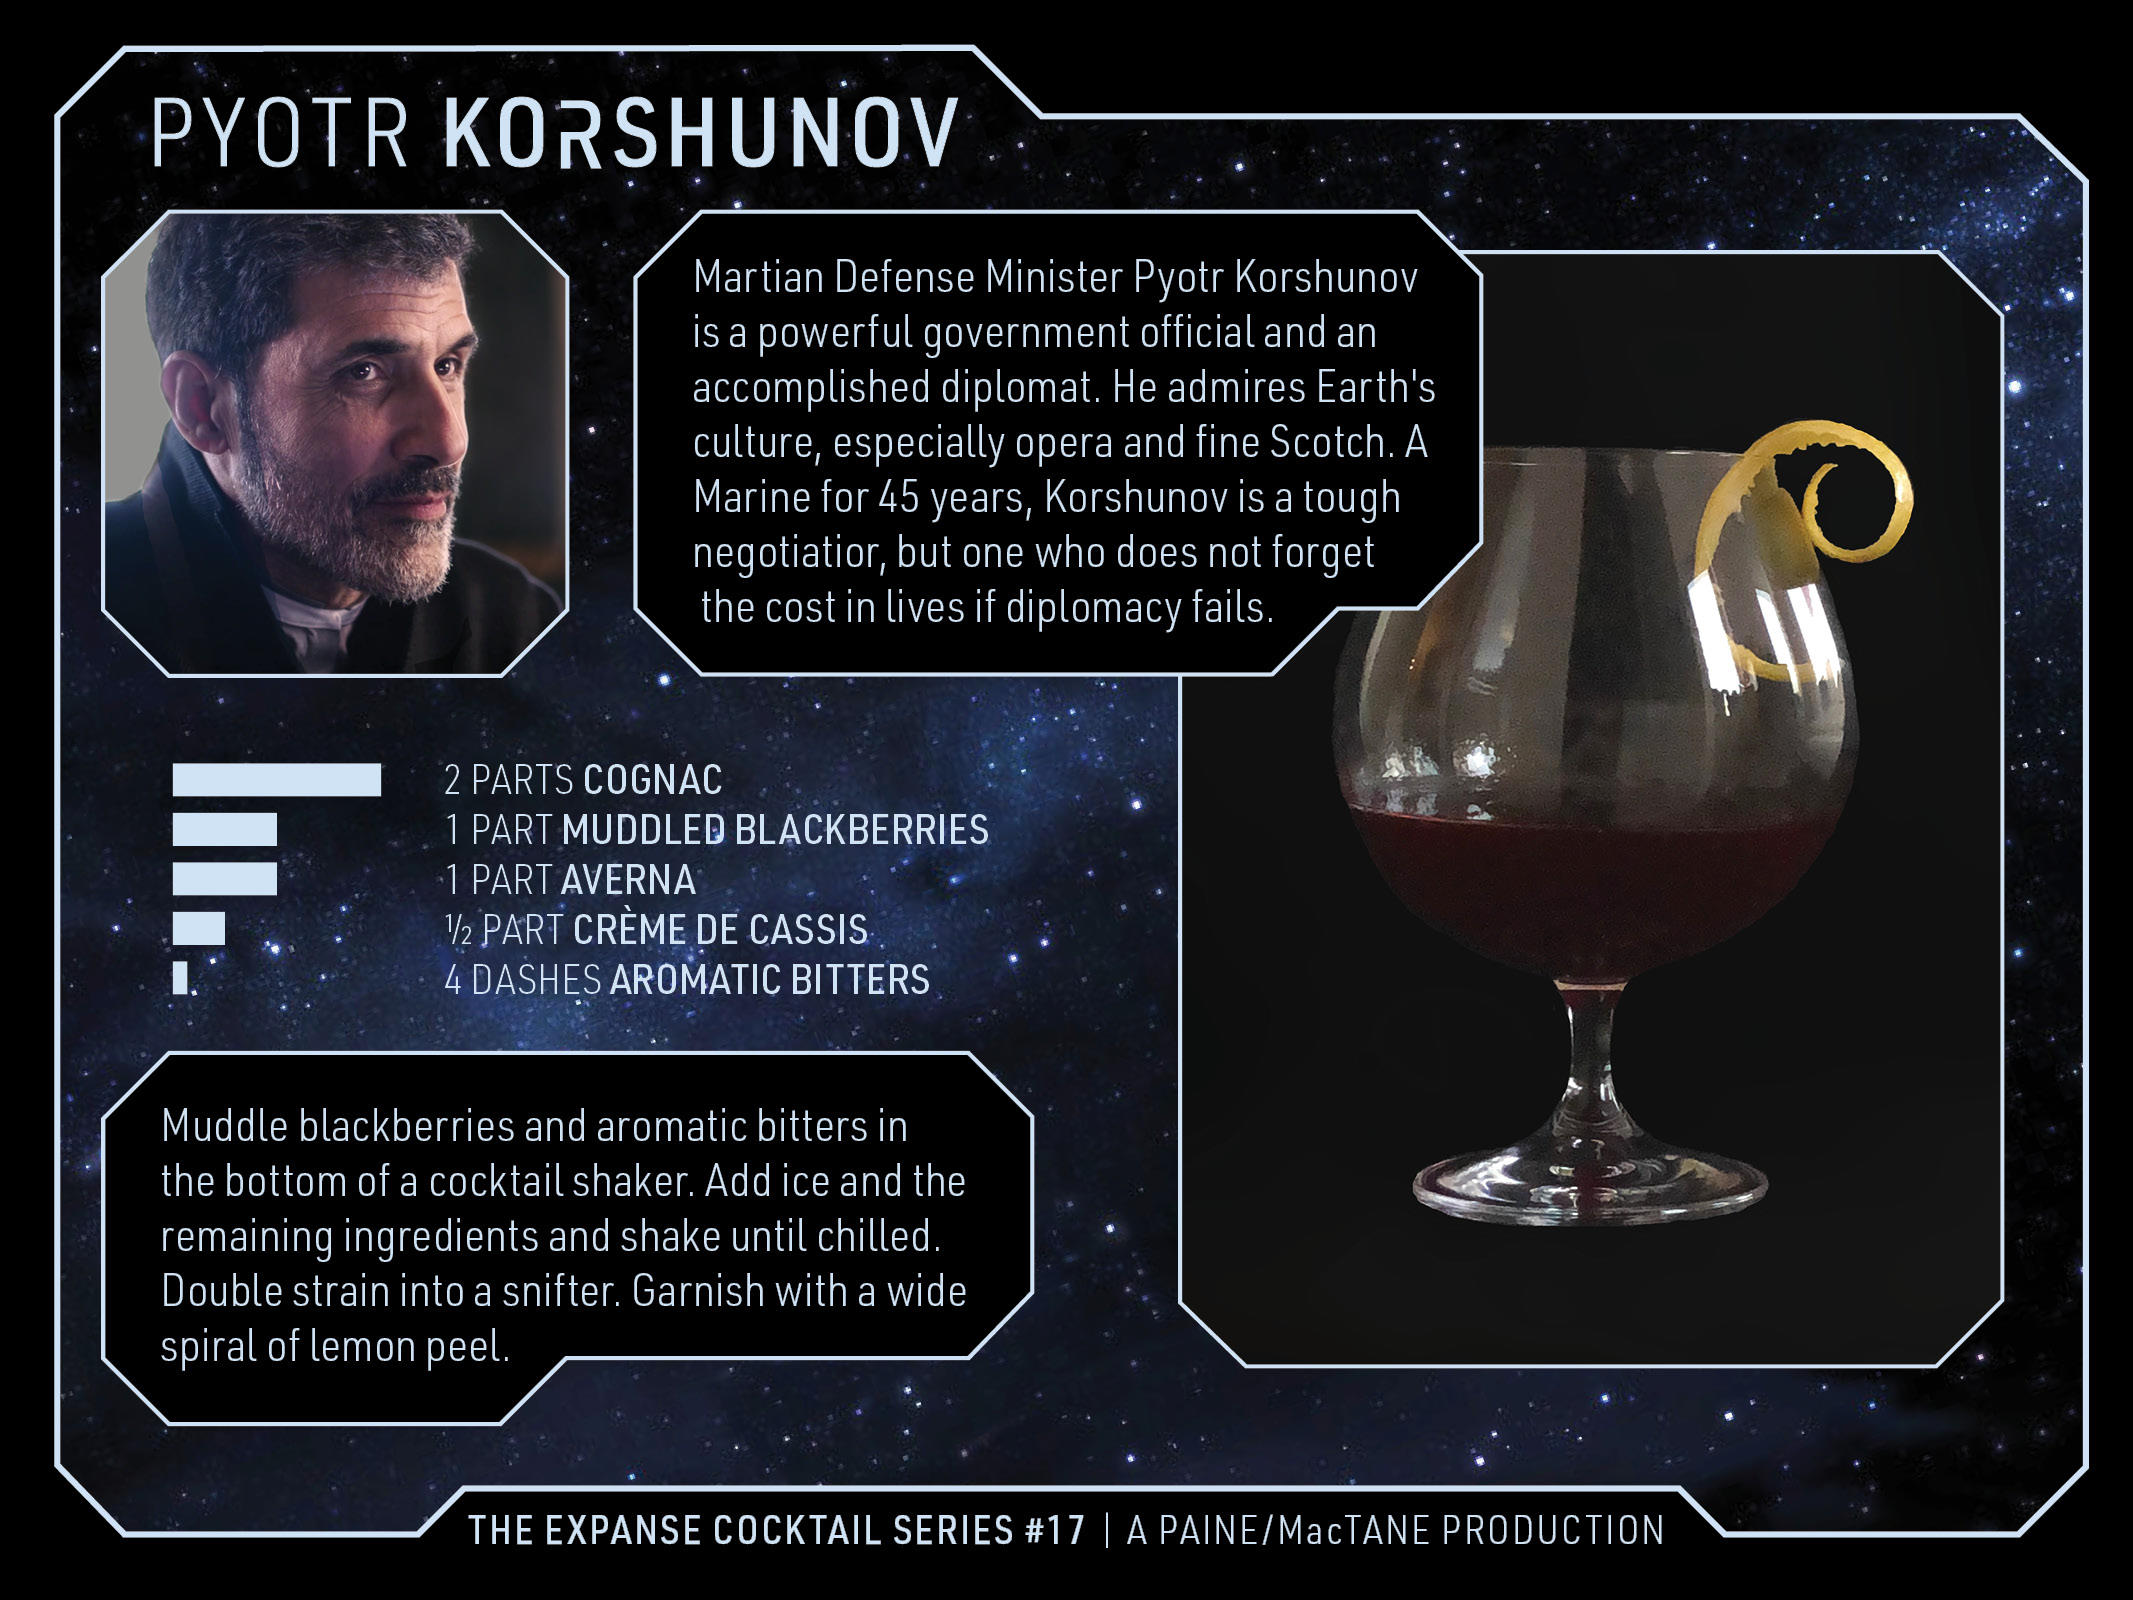 PYOTR KORSHUNOV
Martian Defense Minister Pyotr Korshunov
is a powerful government official and an
accomplished diplomat. He admires Earth's
culture, especially opera and fine Scotch. A
Marine for 45 years, Korshunov is a tough
negotiatior, but one who does not forget
the cost in lives if diplomacy fails.
2 PARTS COGNAC
1 PART MUDDLED BLACKBERRIES
1 PART AVERNA
½ PART CRÈME DE CASSIS
4 DASHES AROMATIC BITTERS
Muddle blackberries and aromatic bitters in
the bottom of a cocktail shaker. Add ice and the
remaining ingredients and shake until chilled.
Double strain into a snifter. Garnish with a wide
spiral of lemon peel.
THE EXPANSE COCKTAIL SERIES #17 | A PAINE/MacTANE PRODUCTION